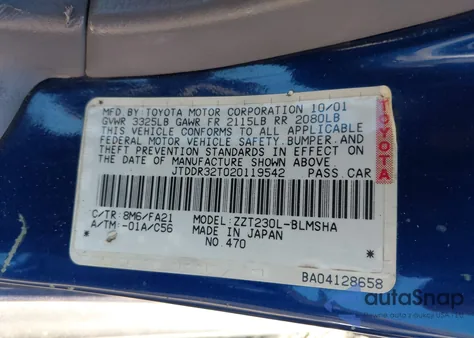 MFD. BY TOYOTA MOTOR CORPORATION 10/01
GVWR 3325LB GAWR FR 2115LB RR 2080LB
THIS VEHICLE CONFORMS TO ALL APPLICABLE
FEDERAL MOTOR VEHICLE SAFETY, BUMPER, AND
THEFT PREVENTION STANDARDS IN EFFECT ON
THE DATE OF MANUFACTURE SHOWN ABOVE.
JTDDR32T020119542 PASS.CAR
TOYOTA
C/TR: 8M6/FA21 MODEL: ZZT230L-BLMSHA
A/TM: -01A/C56 MADE IN JAPAN
NO.470
BA04128658
autoSnap